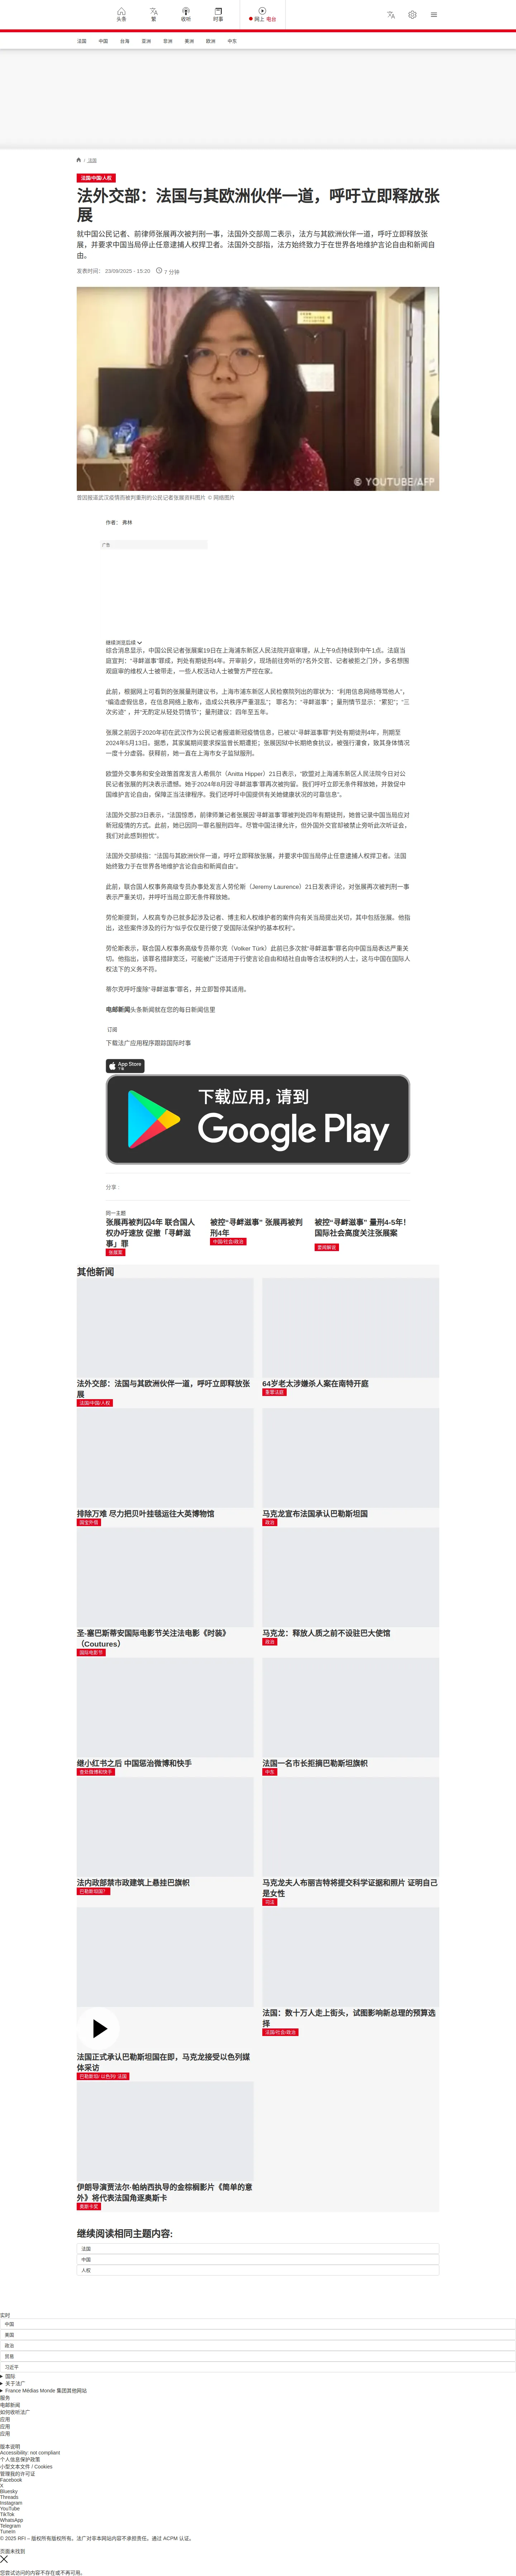 头条
繁
收听
时事
网上 电台
法国
中国
台海
亚洲
非洲
美洲
欧洲
中东
/ 法国
法国/中国/人权
法外交部：法国与其欧洲伙伴一道，呼吁立即释放张
展
就中国公民记者、前律师张展再次被判刑一事，法国外交部周二表示，法方与其欧洲伙伴一道，呼吁立即释放张
展，并要求中国当局停止任意逮捕人权捍卫者。法国外交部指，法方始终致力于在世界各地维护言论自由和新闻自
由。
发表时间： 23/09/2025 - 15:20
7 分钟
© YOUTUBE/AFP
曾因报道武汉疫情而被判重刑的公民记者张展资料图片 © 网络图片
作者： 弗林
广告
继续浏览后续
综合消息显示，中国公民记者张展案19日在上海浦东新区人民法院开庭审理，从上午9点持续到中午1点。法庭当
庭宣判：“寻衅滋事”罪成，判处有期徒刑4年。开审前夕，现场前往旁听的7名外交官、记者被拒之门外，多名想围
观庭审的维权人士被带走，一些人权活动人士被警方严控在家。
此前，根据网上可看到的张展量刑建议书，上海市浦东新区人民检察院列出的罪状为：“利用信息网络辱骂他人”，
“编造虚假信息，在信息网络上散布，造成公共秩序严重混乱”； 罪名为：“寻衅滋事” ；量刑情节显示：“累犯”；“三
次劣迹” ，并“无酌定从轻处罚情节”；量刑建议：四年至五年。
张展之前因于2020年初在武汉作公民记者报道新冠疫情信息，已被以“寻衅滋事罪”判处有期徒刑4年，刑期至
2024年5月13日。据悉，其家属期间要求探监曾长期遭拒；张展因狱中长期绝食抗议，被强行灌食，致其身体情况
一度十分虚弱。获释前，她一直在上海市女子监狱服刑。
欧盟外交事务和安全政策首席发言人希佩尔（Anitta Hipper）21日表示，“欧盟对上海浦东新区人民法院今日对公
民记者张展的判决表示遗憾。她于2024年8月因‘寻衅滋事’罪再次被拘留。我们呼吁立即无条件释放她，并敦促中
国维护言论自由，保障正当法律程序。我们还呼吁中国提供有关她健康状况的可靠信息”。
法国外交部23日表示，“法国惊悉，前律师兼记者张展因‘寻衅滋事’罪被判处四年有期徒刑，她曾记录中国当局应对
新冠疫情的方式。此前，她已因同一罪名服刑四年。尽管中国法律允许，但外国外交官却被禁止旁听此次听证会，
我们对此感到担忧”。
法国外交部续指：“法国与其欧洲伙伴一道，呼吁立即释放张展，并要求中国当局停止任意逮捕人权捍卫者。法国
始终致力于在世界各地维护言论自由和新闻自由”。
此前，联合国人权事务高级专员办事处发言人劳伦斯（Jeremy Laurence）21日发表评论，对张展再次被判刑一事
表示严重关切，并呼吁当局立即无条件释放她。
劳伦斯提到，人权高专办已就多起涉及记者、博主和人权维护者的案件向有关当局提出关切，其中包括张展。他指
出，这些案件涉及的行为“似乎仅仅是行使了受国际法保护的基本权利”。
劳伦斯表示，联合国人权事务高级专员蒂尔克（Volker Türk）此前已多次就“寻衅滋事”罪名向中国当局表达严重关
切。他指出，该罪名措辞宽泛，可能被广泛适用于行使言论自由和结社自由等合法权利的人士，这与中国在国际人
权法下的义务不符。
蒂尔克呼吁废除“寻衅滋事”罪名，并立即暂停其适用。
电邮新闻头条新闻就在您的每日新闻信里
订阅
下载法广应用程序跟踪国际时事
App Store
下载
下载应用，请到
Google Play
分享 :
同一主题
张展再被判囚4年 联合国人
权办吁速放 促撤「寻衅滋
事」罪
张展案
被控“寻衅滋事” 张展再被判
刑4年
中国/社会/政治
被控“寻衅滋事” 量刑4-5年！
国际社会高度关注张展案
要闻解说
其他新闻
法外交部：法国与其欧洲伙伴一道，呼吁立即释放张
展
法国/中国/人权
64岁老太涉嫌杀人案在南特开庭
重罪法庭
排除万难 尽力把贝叶挂毯运往大英博物馆
国宝外借
马克龙宣布法国承认巴勒斯坦国
政治
圣-塞巴斯蒂安国际电影节关注法电影《时装》
（Coutures）
国际电影节
马克龙：释放人质之前不设驻巴大使馆
政治
继小红书之后 中国惩治微博和快手
变处微博和快手
法国一名市长拒摘巴勒斯坦旗帜
中东
法内政部禁市政建筑上悬挂巴旗帜
巴勒斯坦国?
马克龙夫人布丽吉特将提交科学证据和照片 证明自己
是女性
司法
法国正式承认巴勒斯坦国在即，马克龙接受以色列媒
体采访
巴勒斯坦/ 以色列/ 法国
法国：数十万人走上街头，试图影响新总理的预算选
择
法国/社会/政治
伊朗导演贾法尔·帕纳西执导的金棕榈影片《简单的意
外》将代表法国角逐奥斯卡
奥斯卡奖
继续阅读相同主题内容:
法国
中国
人权
实时
中国
美国
政治
贸易
习近平
国际
关于法广
France Médias Monde 集团其他网站
服务
电邮新闻
如何收听法广
应用
应用
应用
版本说明
Accessibility: not compliant
个人信息保护政策
小型文本文件 / Cookies
管理我的许可证
Facebook
X
Bluesky
Threads
Instagram
YouTube
TikTok
WhatsApp
Telegram
TuneIn
© 2025 RFI – 版权所有版权所有。法广对非本网站内容不承担责任。通过 ACPM 认证。
页面未找到
您尝试访问的内容不存在或不再可用。